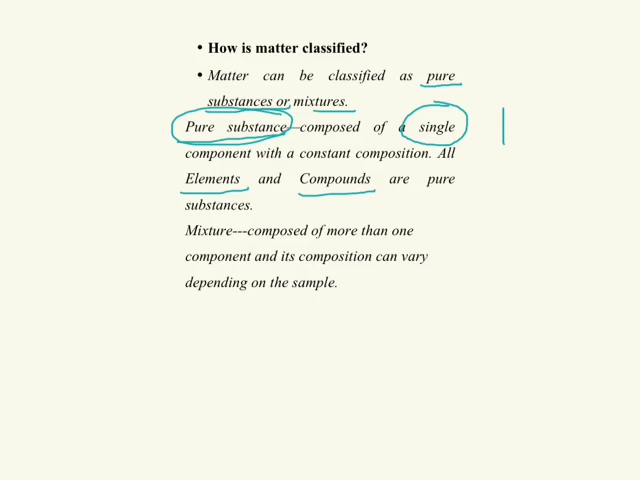 • How is matter classified?
• Matter can be classified as pure
substances or mixtures.
Pure substance---composed of a single
component with a constant composition. All
Elements and Compounds are pure
substances.
Mixture---composed of more than one
component and its composition can vary
depending on the sample.